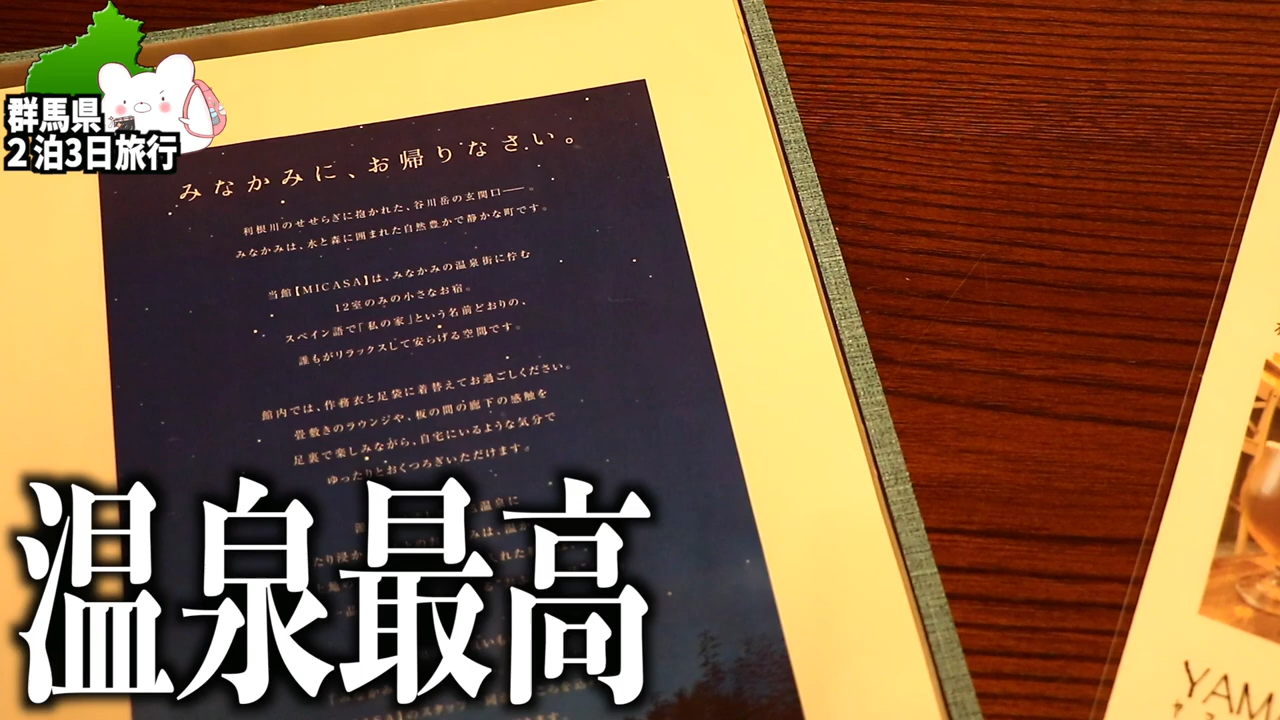 群馬県
2泊3日旅行
みなかみに、お帰りなさい。
利根川のせせらぎに抱かれた、谷川岳の玄関口――。
みなかみは、水と森に囲まれた自然豊かで静かな町です。
当館【MICASA】は、みなかみの温泉街に佇む
12室のみの小さなお宿。
スペイン語で「私の家」という名前どおりの、
誰もがリラックスして安らげる空間です。
館内では、作務衣と足袋に着替えてお過ごしください。
畳敷きのラウンジや、板の間の廊下の感触を
足裏で楽しみながら、自宅にいるような気分で
ゆったりとおくつろぎいただけます。
温泉に
温泉最高
YAM